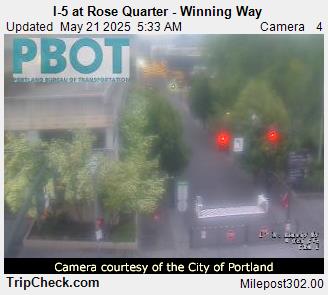 I-5 at Rose Quarter - Winning Way
Updated May 21 2025 5:33 AM Camera 4
PBOT
PORTLAND BUREAU OF TRANSPORTATION
Camera courtesy of the City of Portland
TripCheck.com Milepost302.00